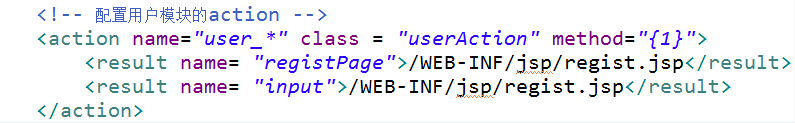 <!-- 配置用户模块的action -->
<action name="user_*" class = "userAction" method="{1}">
<result name= "registPage">/WEB-INF/jsp/regist.jsp</result>
<result name= "input">/WEB-INF/jsp/regist.jsp</result>
</action>